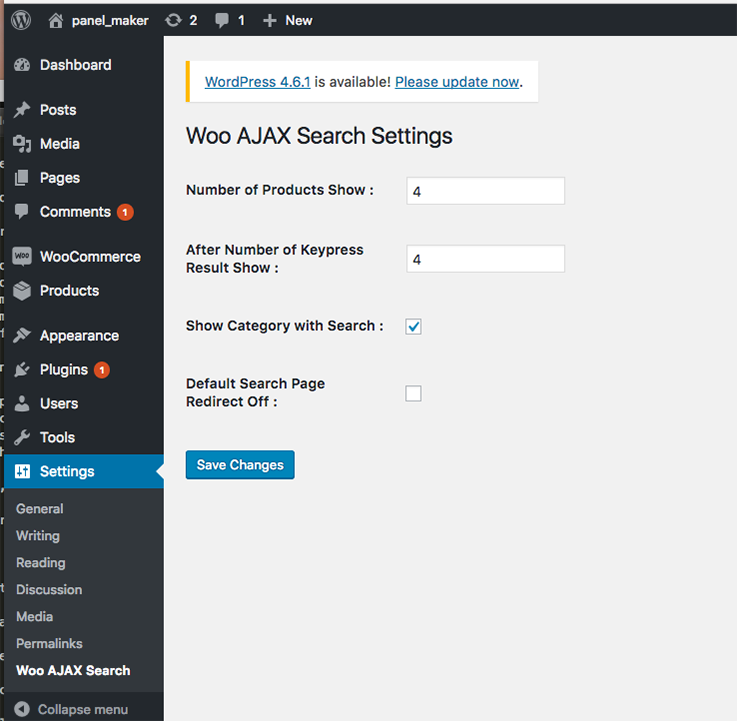 panel_maker 2 1 New
Dashboard
Posts
Media
Pages
Comments 1
WooCommerce
Products
Appearance
Plugins 1
Users
Tools
Settings
General
Writing
Reading
Discussion
Media
Permalinks
Woo AJAX Search
Collapse menu
WordPress 4.6.1 is available! Please update now.
Woo AJAX Search Settings
Number of Products Show : 4
After Number of Keypress
Result Show : 4
Show Category with Search :
Default Search Page
Redirect Off :
Save Changes